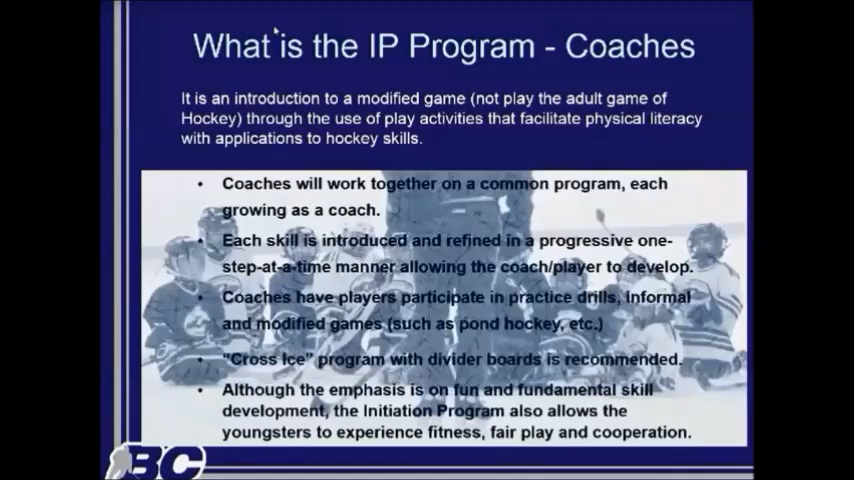 What is the IP Program - Coaches
It is an introduction to a modified game (not play the adult game of
Hockey) through the use of play activities that facilitate physical literacy
with applications to hockey skills.
• Coaches will work together on a common program, each
growing as a coach.
• Each skill is introduced and refined in a progressive one-
step-at-a-time manner allowing the coach/player to develop.
• Coaches have players participate in practice drills, informal
and modified games (such as pond hockey, etc.)
• "Cross Ice" program with divider boards is recommended.
• Although the emphasis is on fun and fundamental skill
development, the Initiation Program also allows the
youngsters to experience fitness, fair play and cooperation.
BC